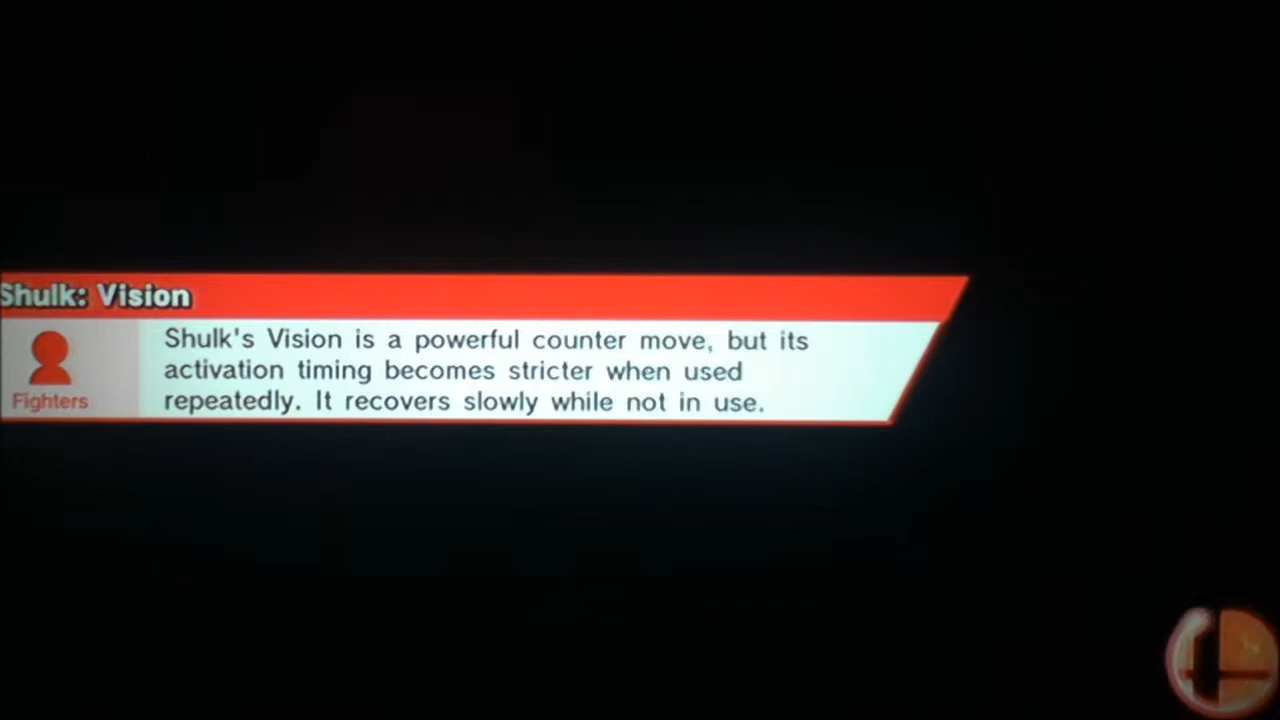 Shulk: Vision
Shulk's Vision is a powerful counter move, but its
activation timing becomes stricter when used
repeatedly. It recovers slowly while not in use.
Fighters